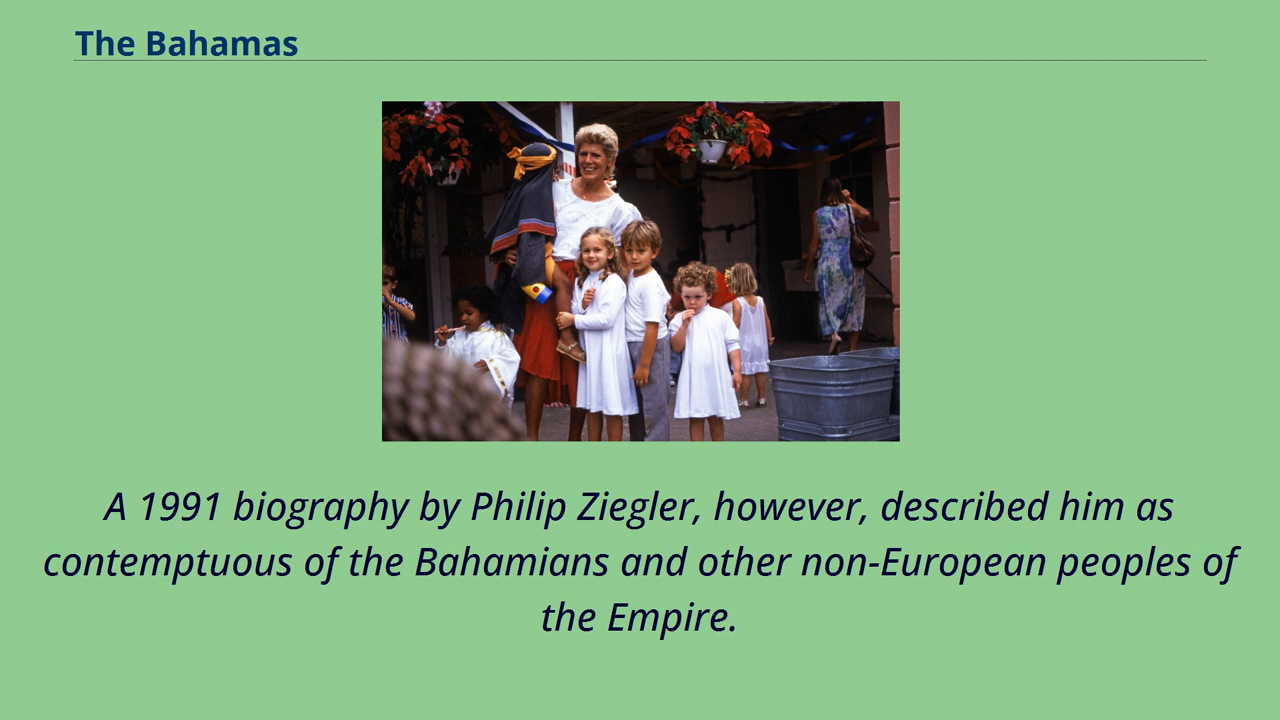 The Bahamas
A 1991 biography by Philip Ziegler, however, described him as
contemptuous of the Bahamians and other non-European peoples of
the Empire.